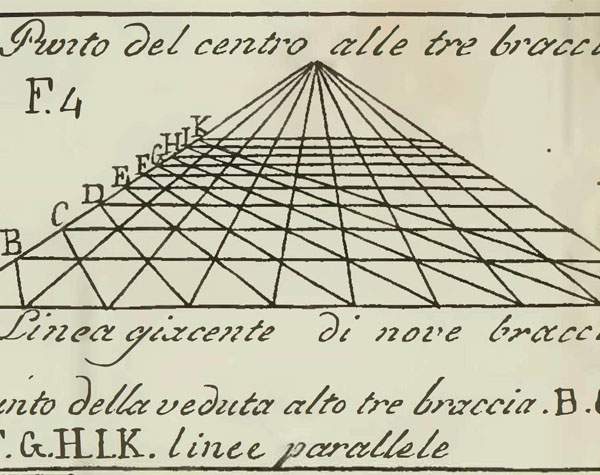 Punto del centro alle tre bracci
F.4
K
I
H
G
F
E
D
C
B
Linea giacente di nove bracci
unto della veduta alto tre braccia. B.
F.G.H.I.K. linee parallele